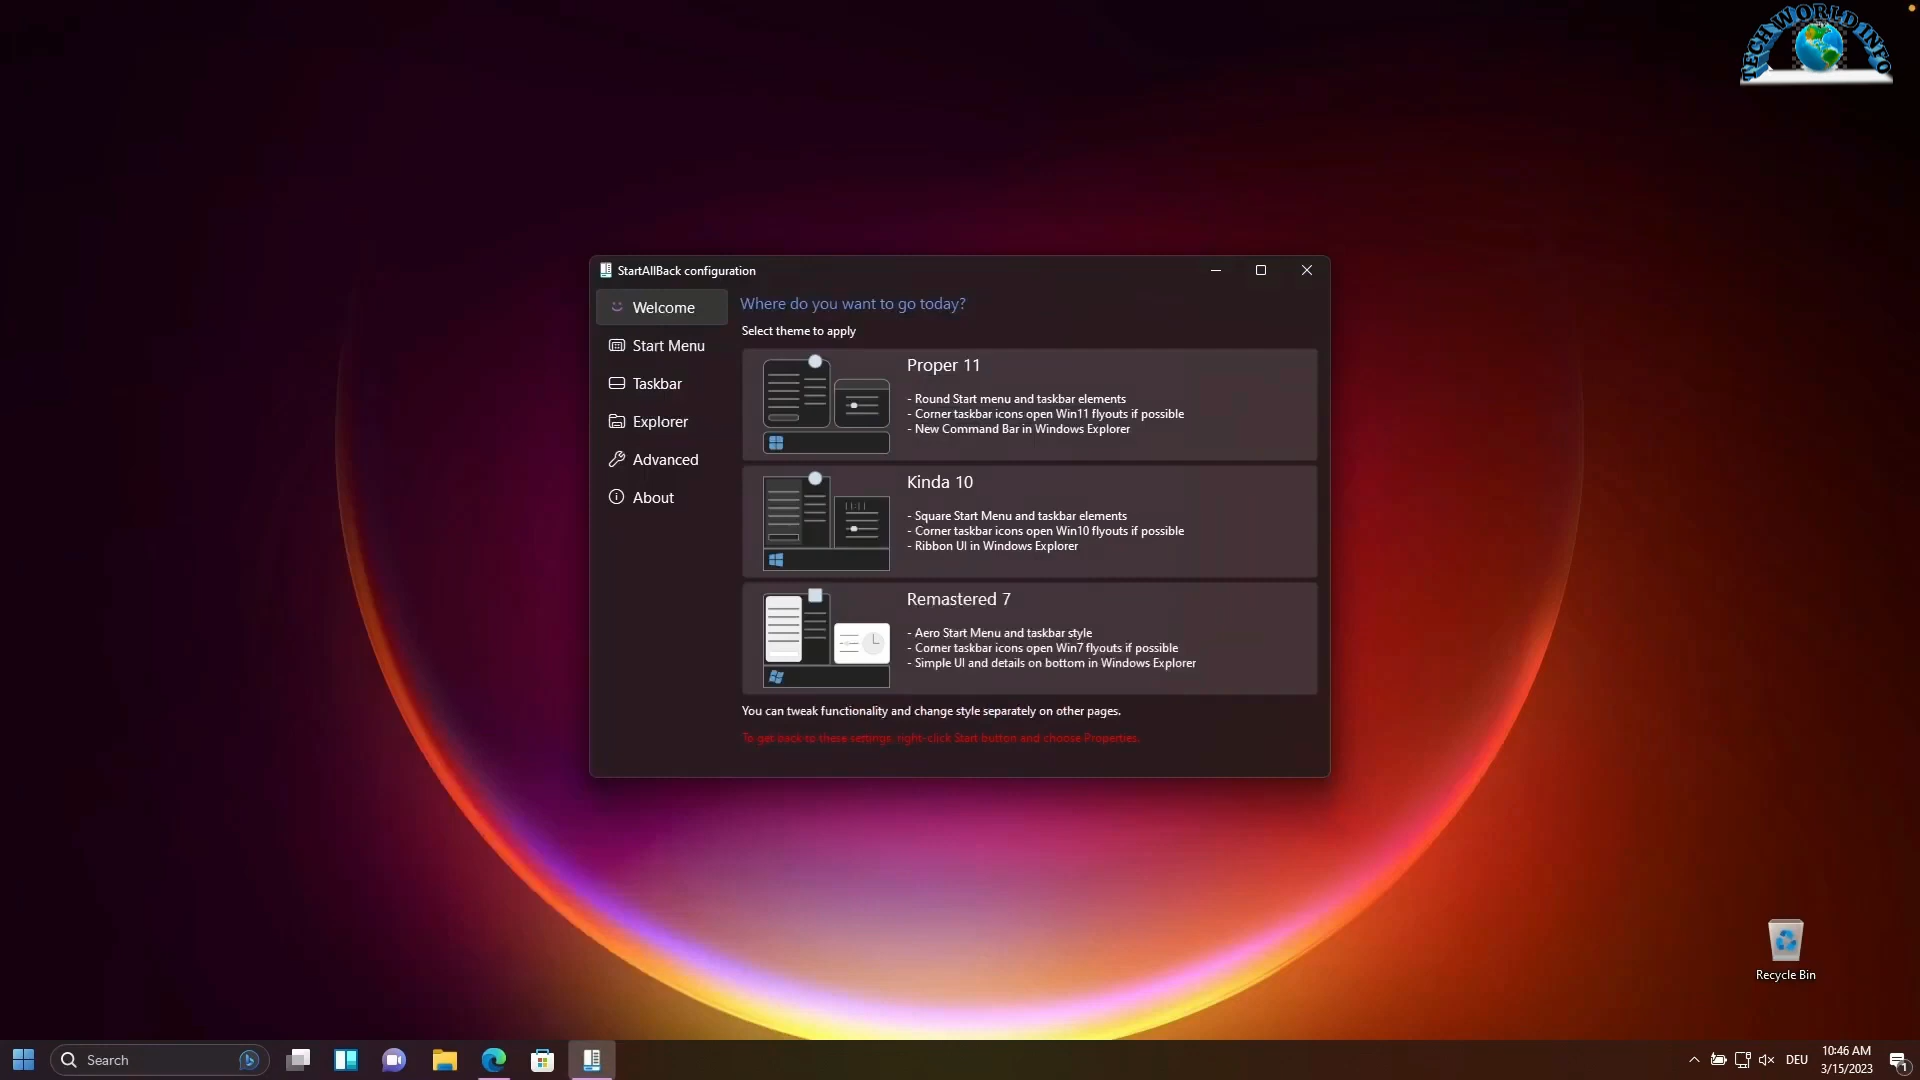 TECH WORLD INFO
StartAllBack configuration
Welcome
Start Menu
Taskbar
Explorer
Advanced
About
Where do you want to go today?
Select theme to apply
Proper 11
- Round Start menu and taskbar elements
- Corner taskbar icons open Win11 flyouts if possible
- New Command Bar in Windows Explorer
Kinda 10
11:11
- Square Start Menu and taskbar elements
- Corner taskbar icons open Win10 flyouts if possible
- Ribbon UI in Windows Explorer
Remastered 7
- Aero Start Menu and taskbar style
- Corner taskbar icons open Win7 flyouts if possible
- Simple UI and details on bottom in Windows Explorer
You can tweak functionality and change style separately on other pages.
To get back to these settings, right-click Start button and choose Properties.
Recycle Bin
Search
DEU
10:46 AM
3/15/2023
1